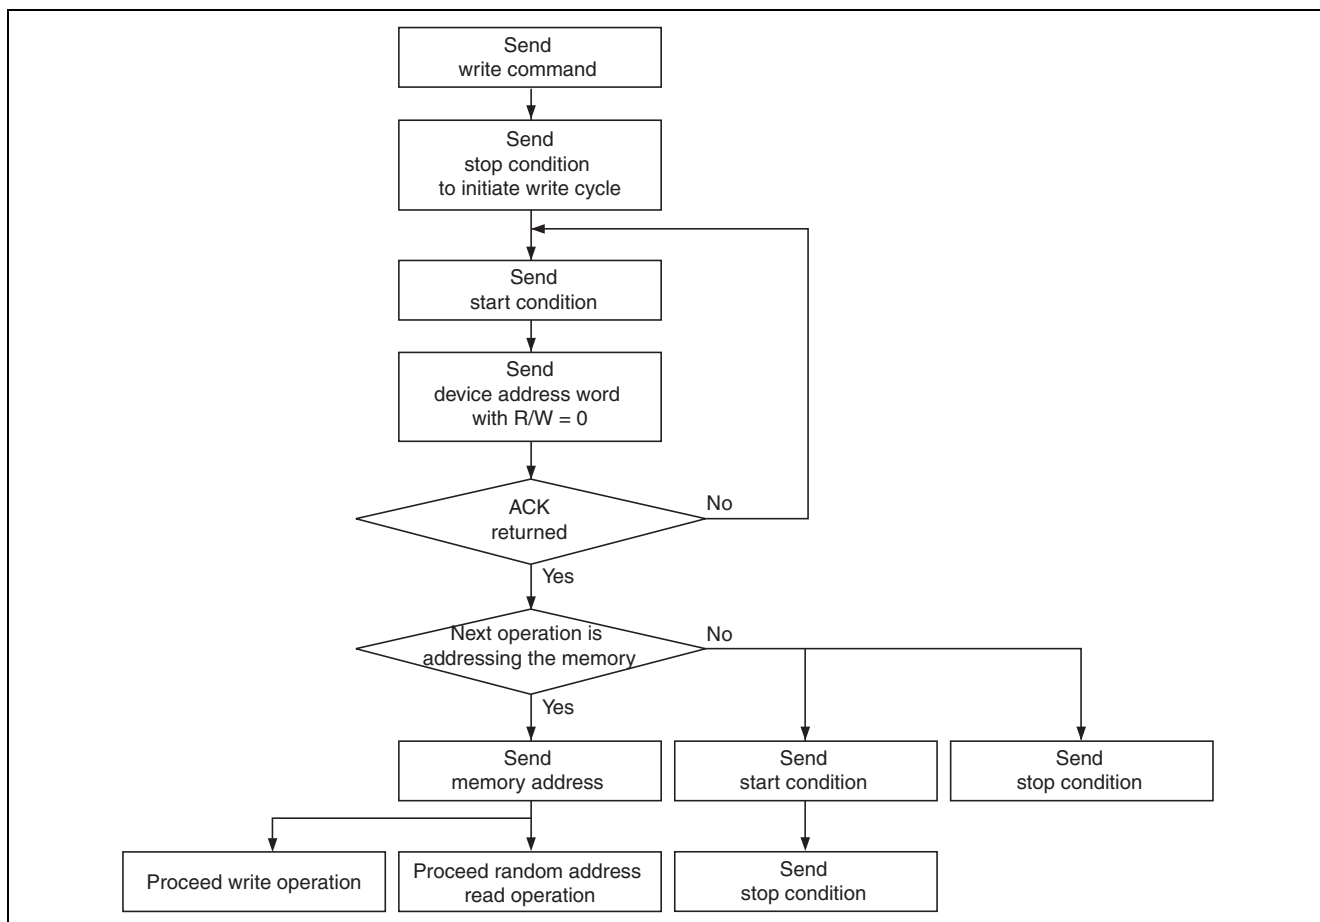 Send
write command
Send
stop condition
to initiate write cycle
Send
start condition
Send
device address word
with R/W = 0
ACK
returned
No
Yes
Next operation is
addressing the memory
No
Yes
Send
memory address
Send
start condition
Send
stop condition
Proceed write operation
Proceed random address
read operation
Send
stop condition